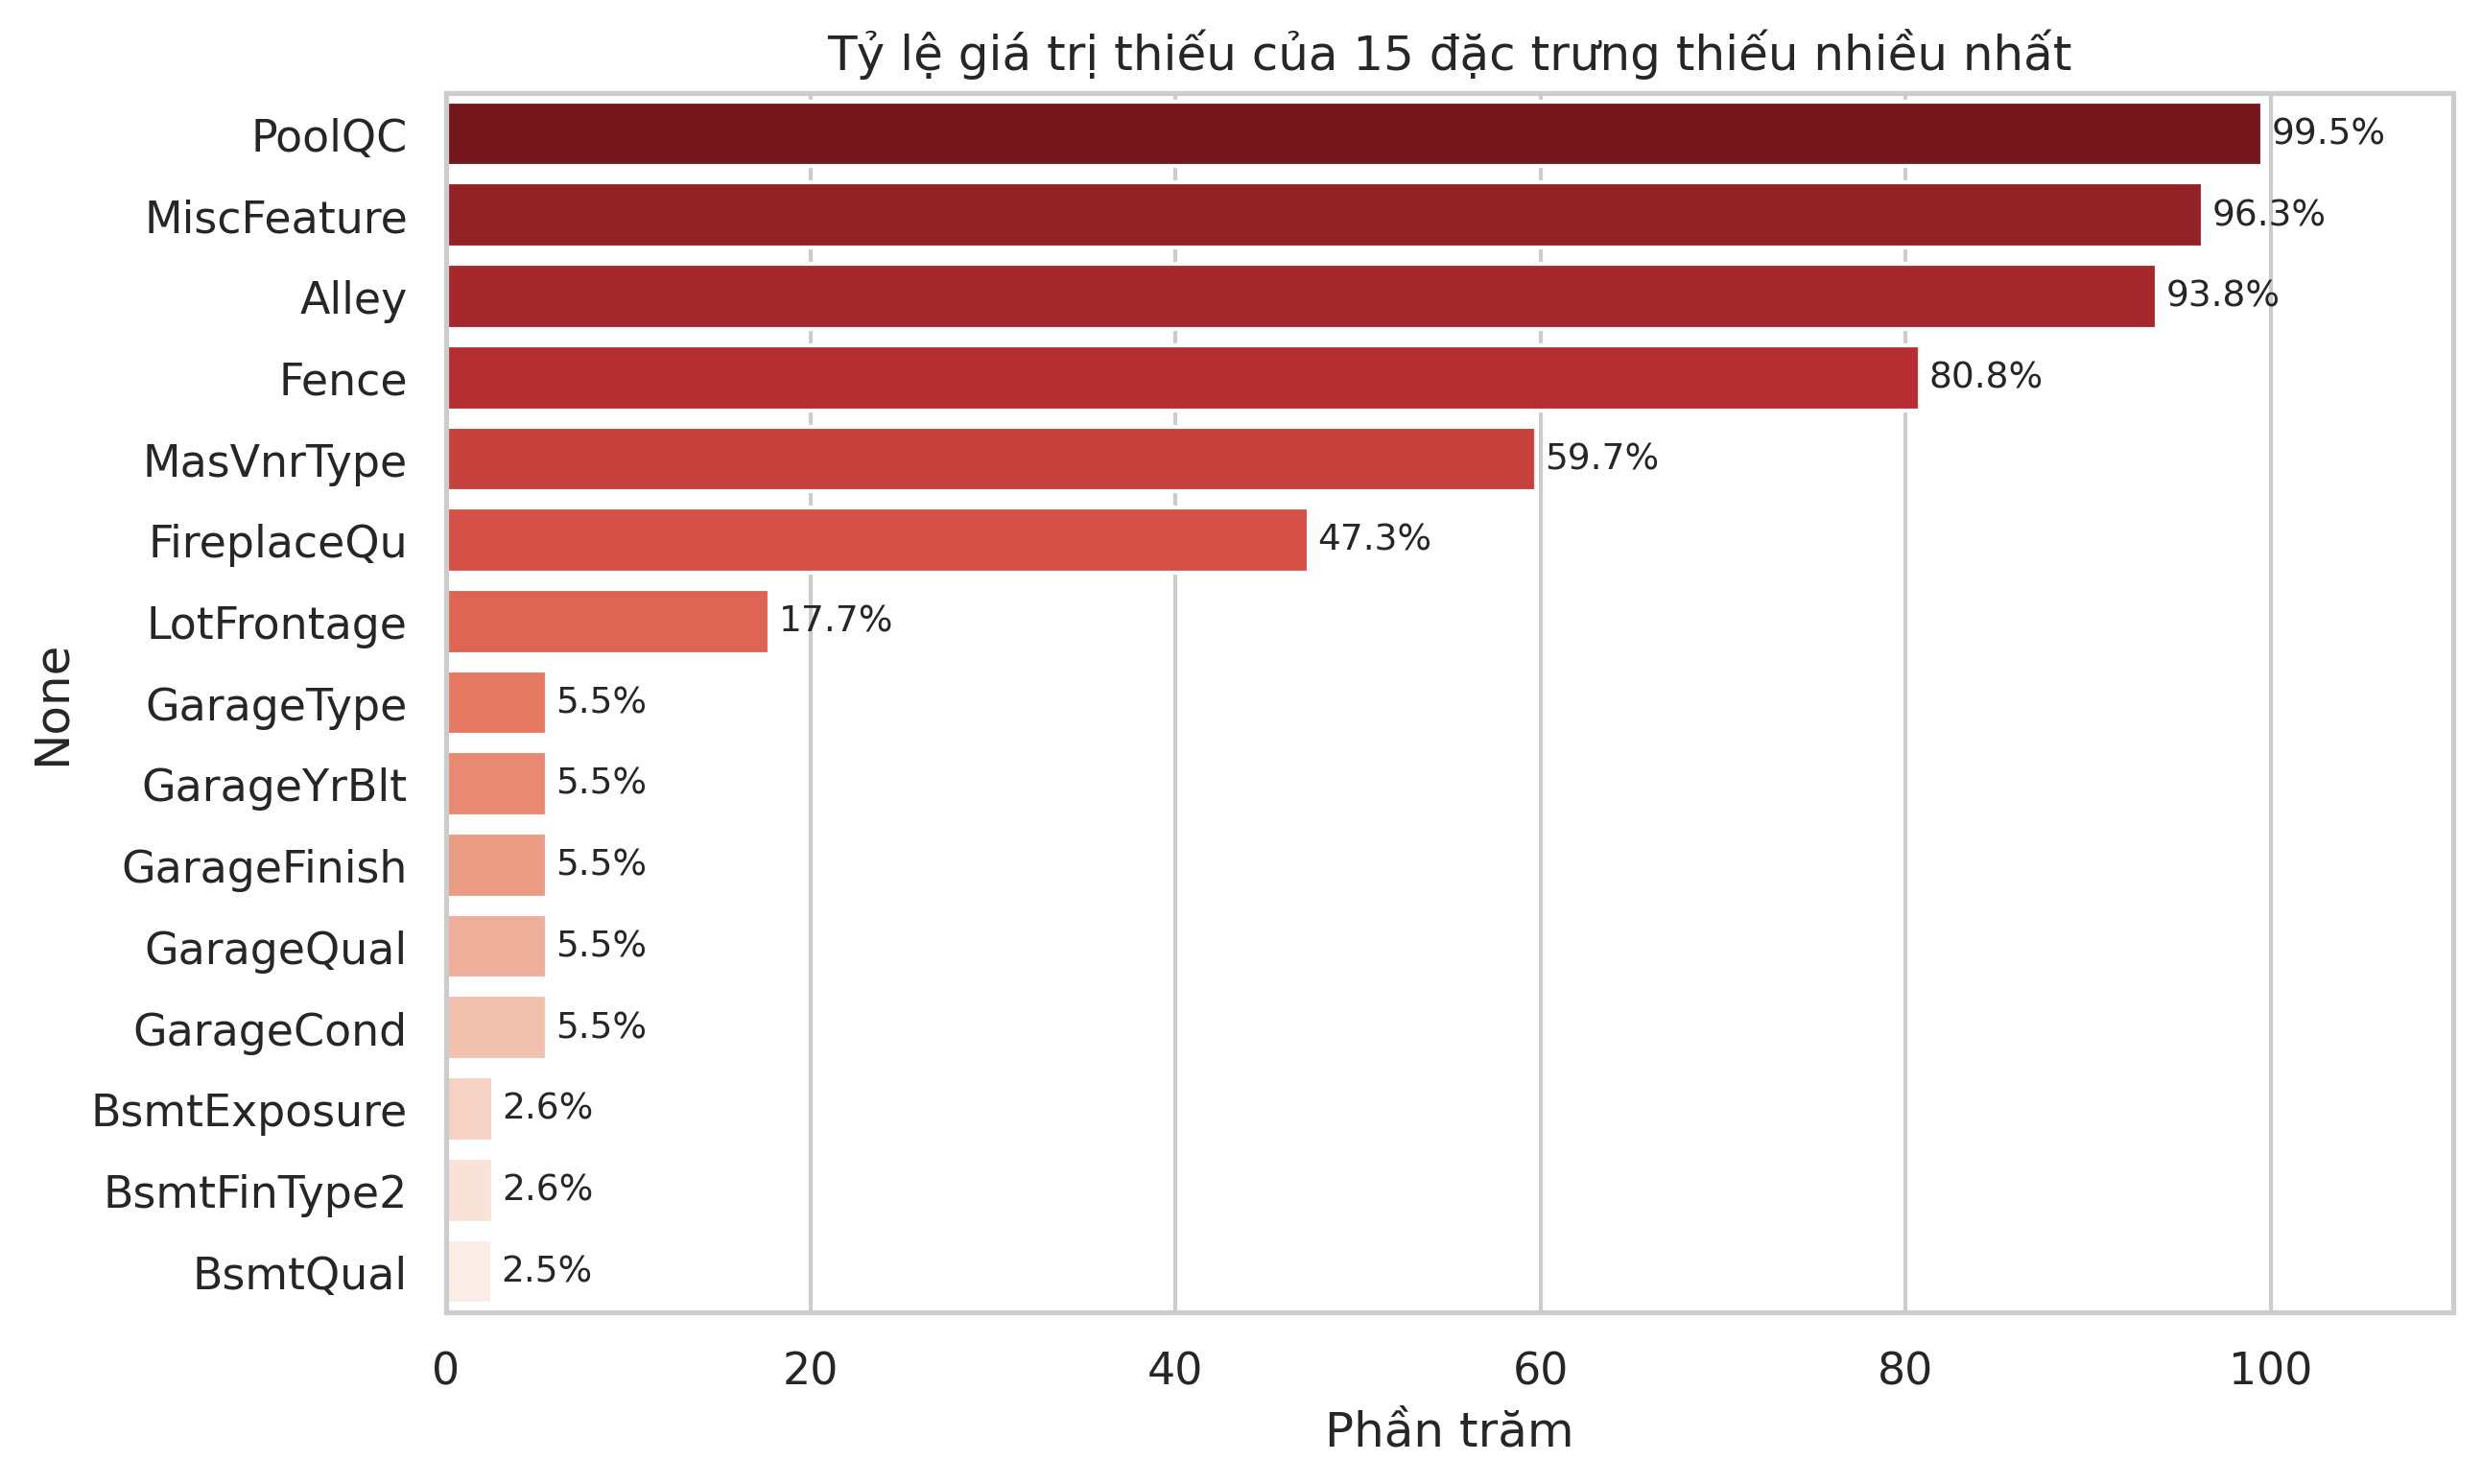 Tỷ lệ giá trị thiếu của 15 đặc trưng thiếu nhiều nhất
PoolQC 99.5%
MiscFeature 96.3%
Alley 93.8%
Fence 80.8%
MasVnrType 59.7%
FireplaceQu 47.3%
LotFrontage 17.7%
GarageType 5.5%
GarageYrBlt 5.5%
GarageFinish 5.5%
GarageQual 5.5%
GarageCond 5.5%
BsmtExposure 2.6%
BsmtFinType2 2.6%
BsmtQual 2.5%
None
0 20 40 60 80 100
Phần trăm